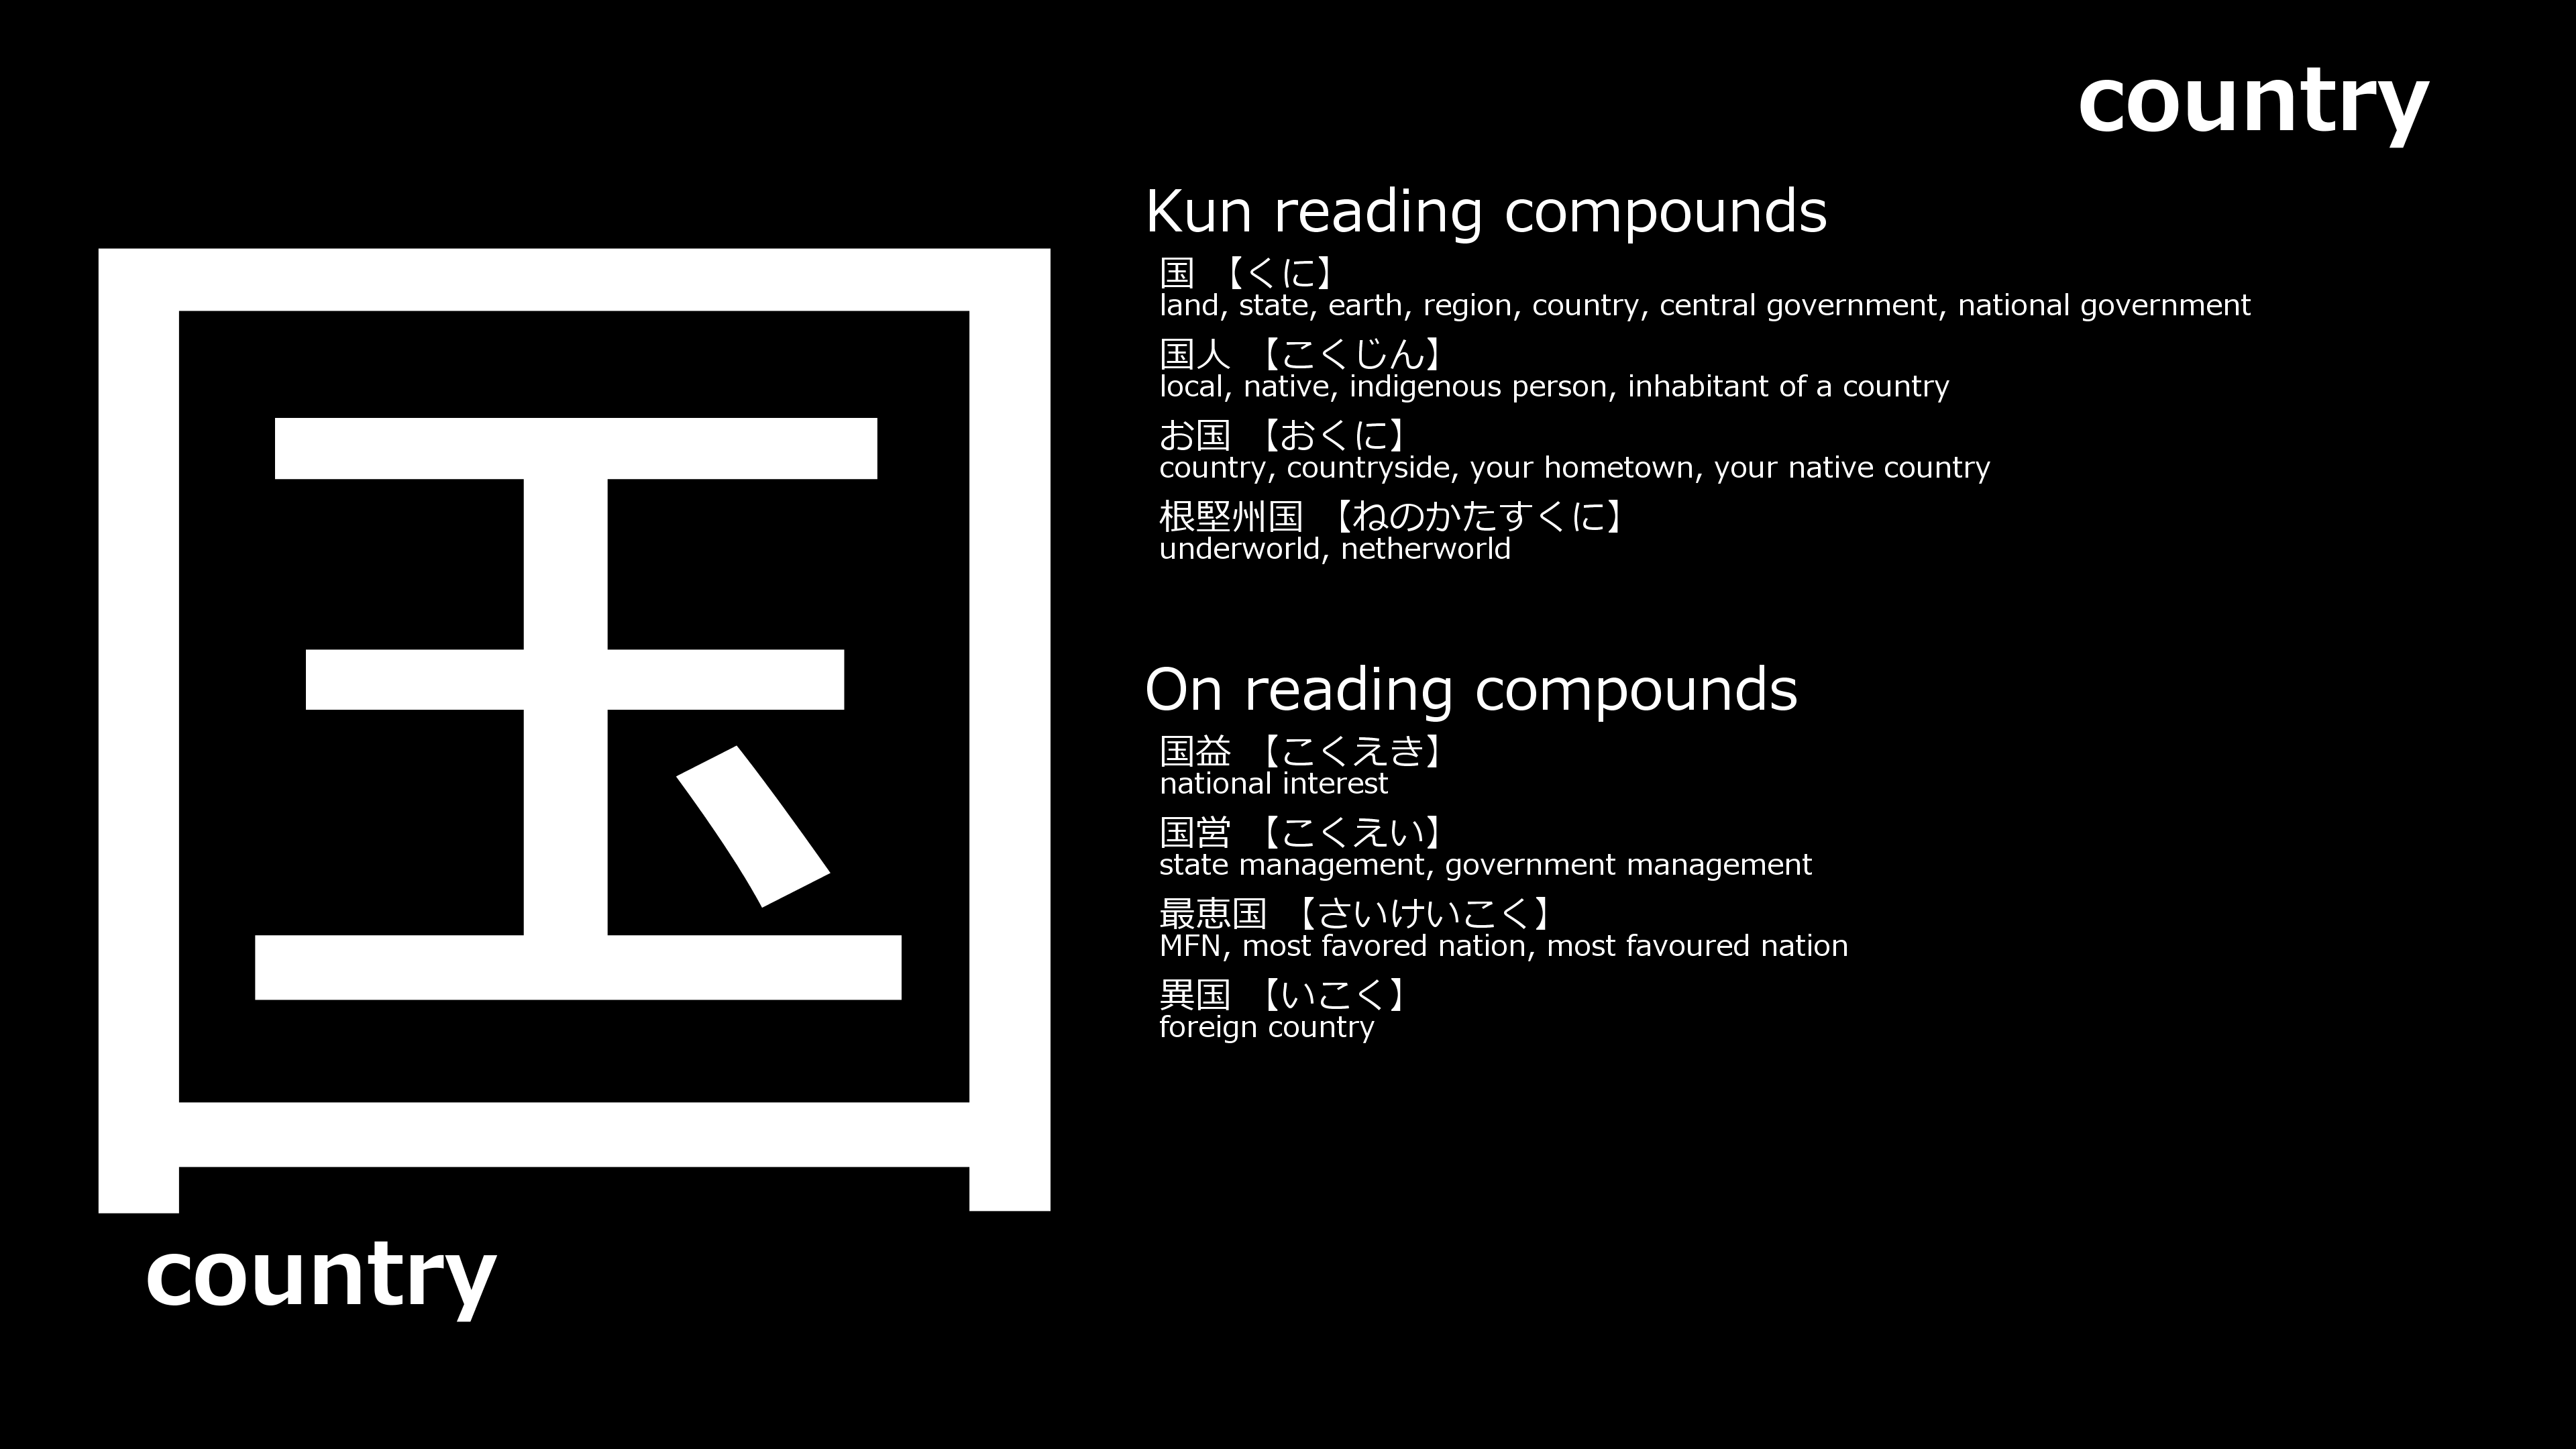 country
国
country
Kun reading compounds
国 【くに】
land, state, earth, region, country, central government, national government
国人 【こくじん】
local, native, indigenous person, inhabitant of a country
お国 【おくに】
country, countryside, your hometown, your native country
根堅州国 【ねのかたすくに】
underworld, netherworld
On reading compounds
国益 【こくえき】
national interest
国営 【こくえい】
state management, government management
最恵国 【さいけいこく】
MFN, most favored nation, most favoured nation
異国 【いこく】
foreign country